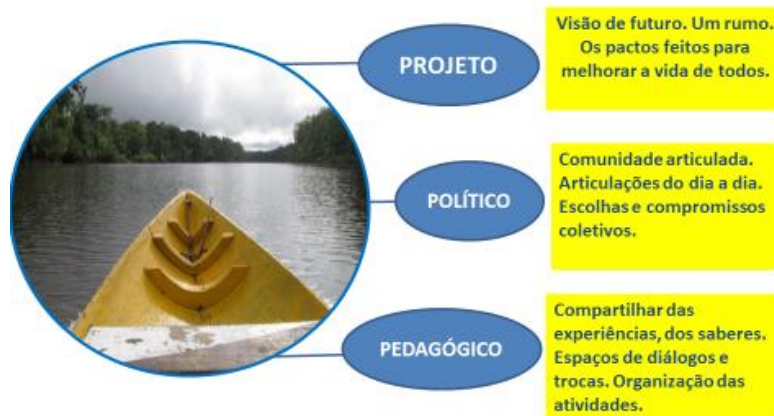 PROJETO
Visão de futuro. Um rumo.
Os pactos feitos para
melhorar a vida de todos.
POLÍTICO
Comunidade articulada.
Articulações do dia a dia.
Escolhas e compromissos
coletivos.
PEDAGÓGICO
Compartilhar das
experiências, dos saberes.
Espaços de diálogos e
trocas. Organização das
atividades.